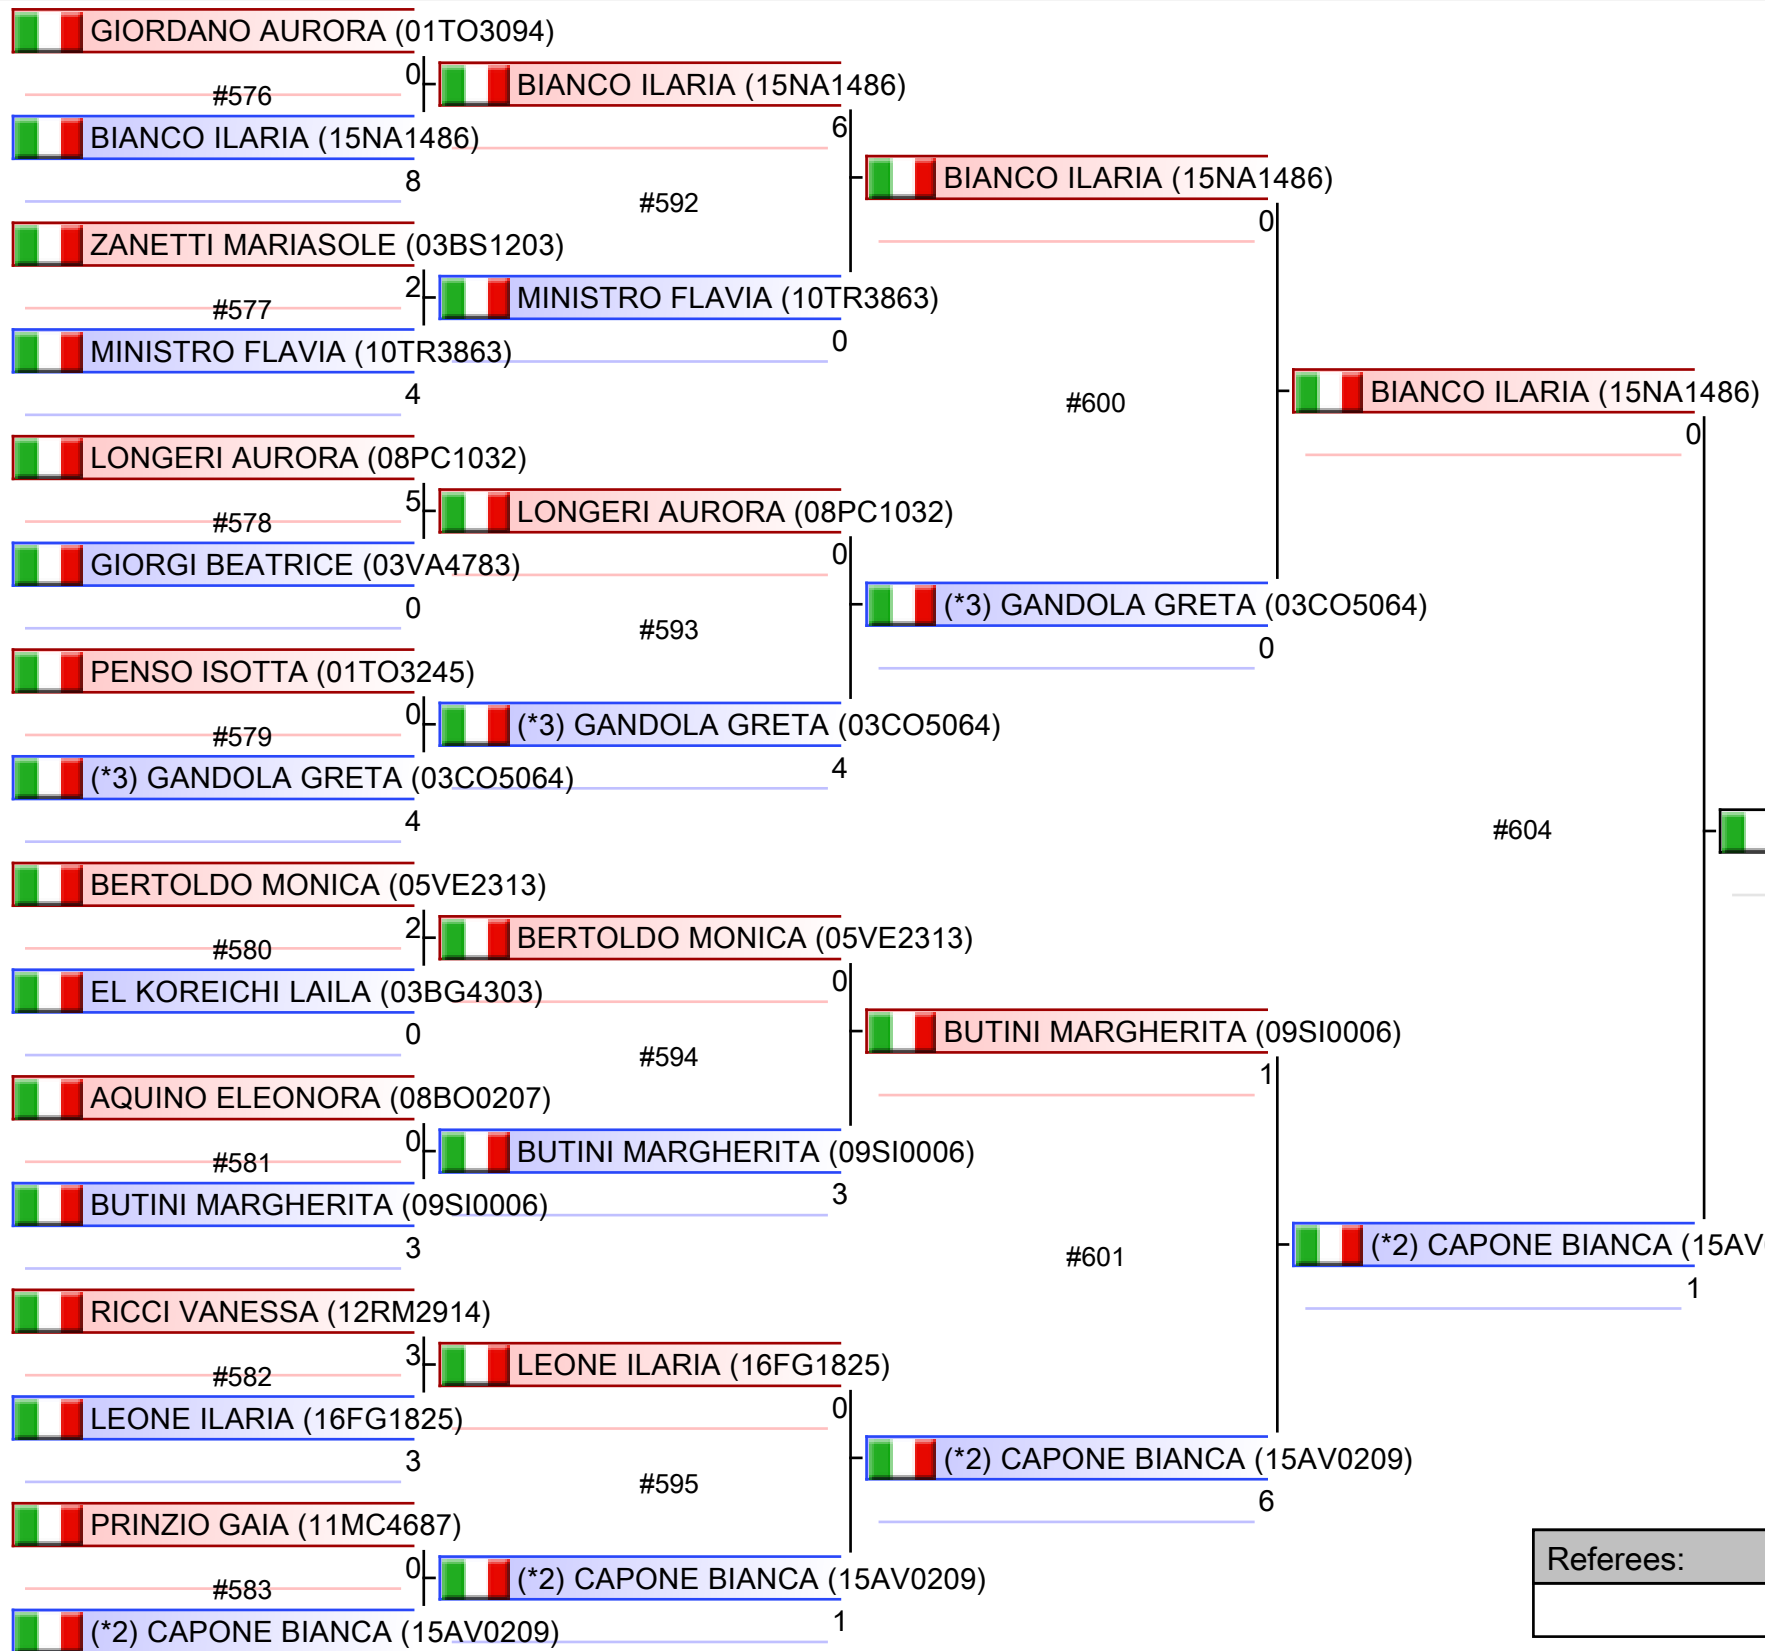 GIORDANO AURORA (01TO3094)
0
#576
BIANCO ILARIA (15NA1486)
8
ZANETTI MARIASOLE (03BS1203)
2
#577
MINISTRO FLAVIA (10TR3863)
4
LONGERI AURORA (08PC1032)
5
#578
GIORGI BEATRICE (03VA4783)
0
PENSO ISOTTA (01TO3245)
0
#579
(*3) GANDOLA GRETA (03CO5064)
4
BERTOLDO MONICA (05VE2313)
2
#580
EL KOREICHI LAILA (03BG4303)
0
AQUINO ELEONORA (08BO0207)
0
#581
BUTINI MARGHERITA (09SI0006)
3
RICCI VANESSA (12RM2914)
3
#582
LEONE ILARIA (16FG1825)
3
PRINZIO GAIA (11MC4687)
0
#583
(*2) CAPONE BIANCA (15AV0209)
BIANCO ILARIA (15NA1486)
6
#592
MINISTRO FLAVIA (10TR3863)
0
LONGERI AURORA (08PC1032)
0
#593
(*3) GANDOLA GRETA (03CO5064)
4
BERTOLDO MONICA (05VE2313)
0
#594
BUTINI MARGHERITA (09SI0006)
3
LEONE ILARIA (16FG1825)
0
#595
(*2) CAPONE BIANCA (15AV0209)
1
BIANCO ILARIA (15NA1486)
0
#600
(*3) GANDOLA GRETA (03CO5064)
0
BUTINI MARGHERITA (09SI0006)
1
#601
(*2) CAPONE BIANCA (15AV0209)
6
BIANCO ILARIA (15NA1486)
0
#604
(*2) CAPONE BIANCA (15AV
1
Referees: